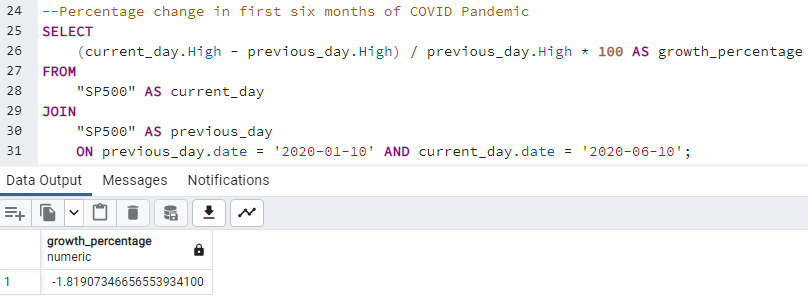 24 --Percentage change in first six months of COVID Pandemic
25 SELECT
26 (current_day.High - previous_day.High) / previous_day.High * 100 AS growth_percentage
27 FROM
28 "SP500" AS current_day
29 JOIN
30 "SP500" AS previous_day
31 ON previous_day.date = '2020-01-10' AND current_day.date = '2020-06-10';
Data Output Messages Notifications
growth_percentage
numeric
1 -1.81907346656553934100